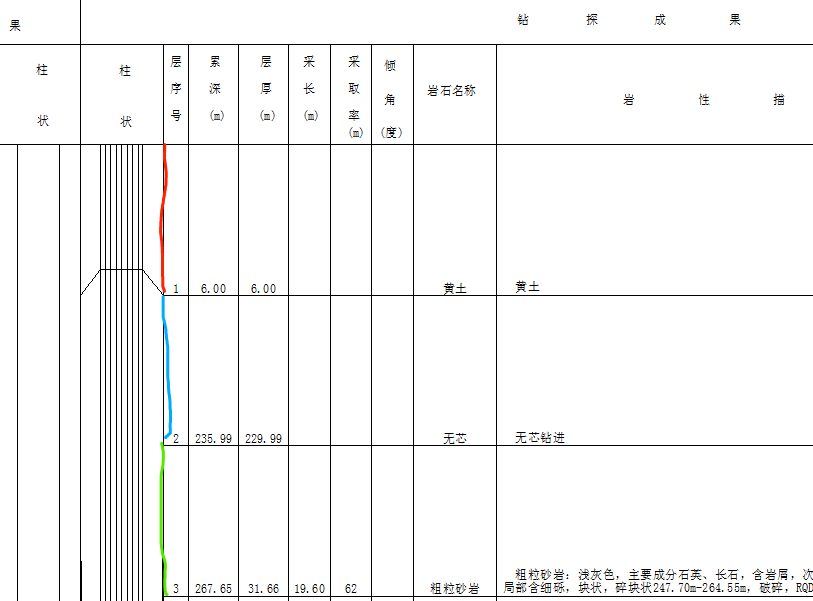 果
钻 探 成 果
柱 状
柱 状
层 序 号
累 深 (m)
层 厚 (m)
采 长 (m)
采 取 率 (m)
倾 角 (度)
岩石名称
岩 性 描
1 6.00 6.00 黄土 黄土
2 235.99 229.99 无芯 无芯钻进
3 267.65 31.66 19.60 62 粗粒砂岩 粗粒砂岩：浅灰色，主要成分石英、长石，含岩屑，次
局部含细砾，块状，碎块状247.70m-264.55m，破碎，RQD